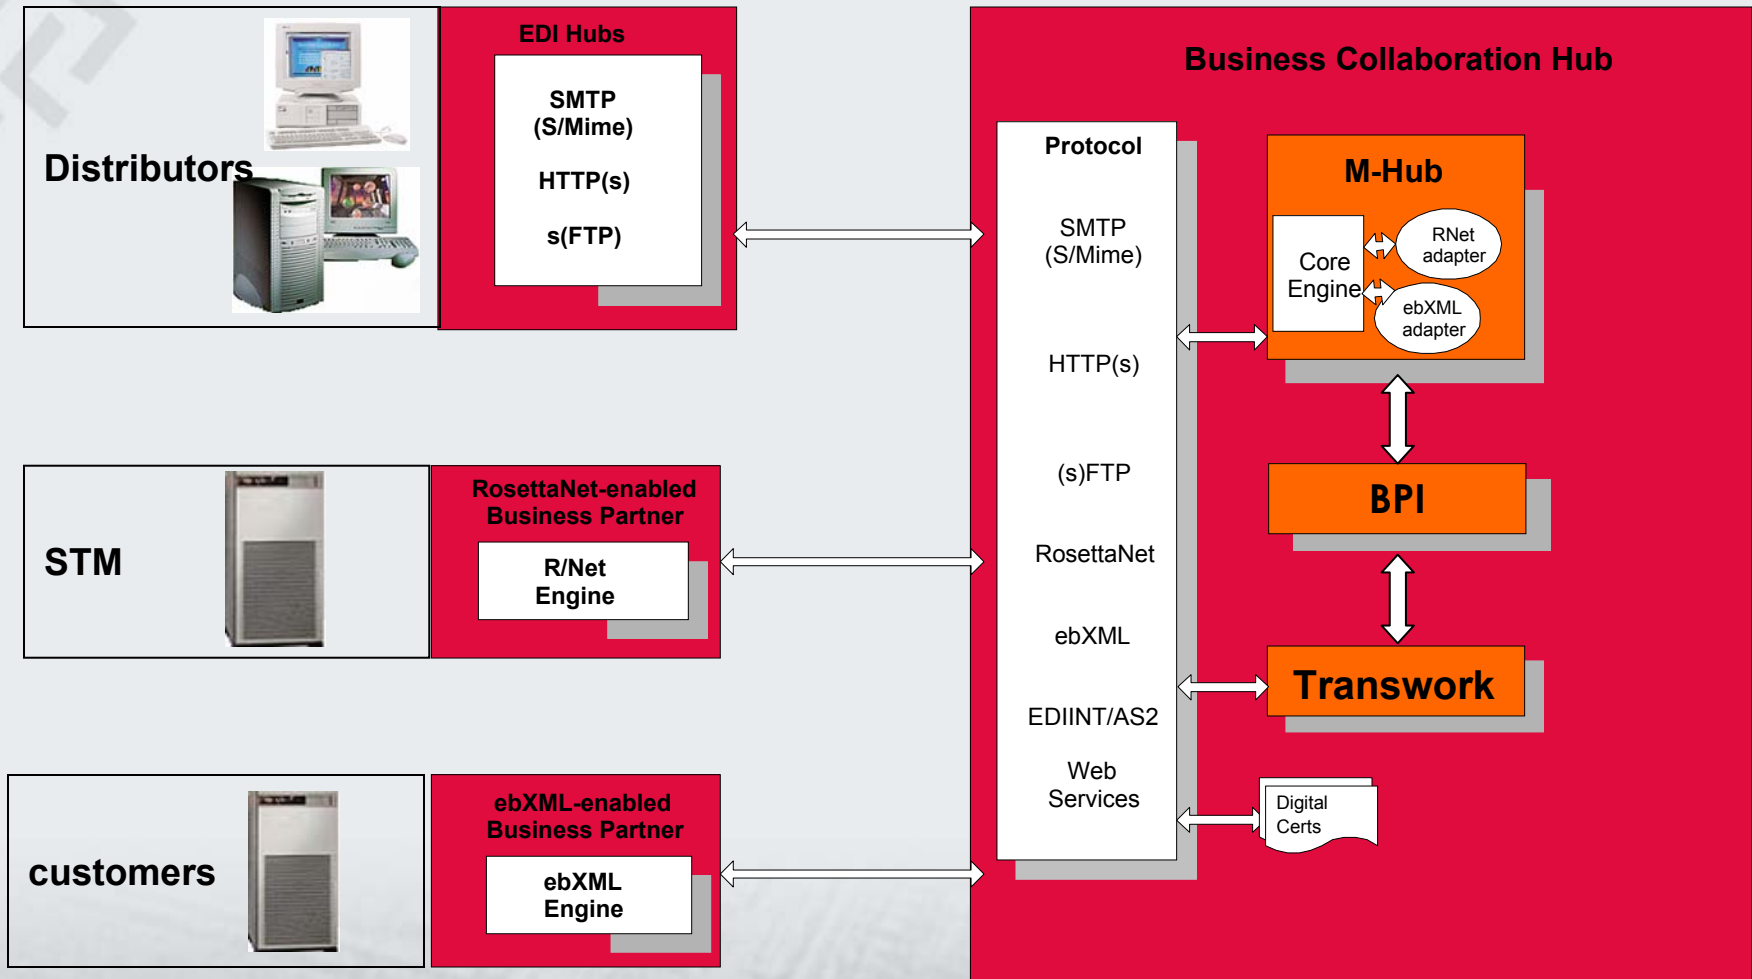 Distributors
EDI Hubs
SMTP
(S/Mime)
HTTP(s)
s(FTP)
STM
RosettaNet-enabled
Business Partner
R/Net
Engine
customers
ebXML-enabled
Business Partner
ebXML
Engine
Business Collaboration Hub
Protocol
SMTP
(S/Mime)
HTTP(s)
(s)FTP
RosettaNet
ebXML
EDIINT/AS2
Web
Services
M-Hub
Core
Engine
RNet
adapter
ebXML
adapter
BPI
Transwork
Digital
Certs